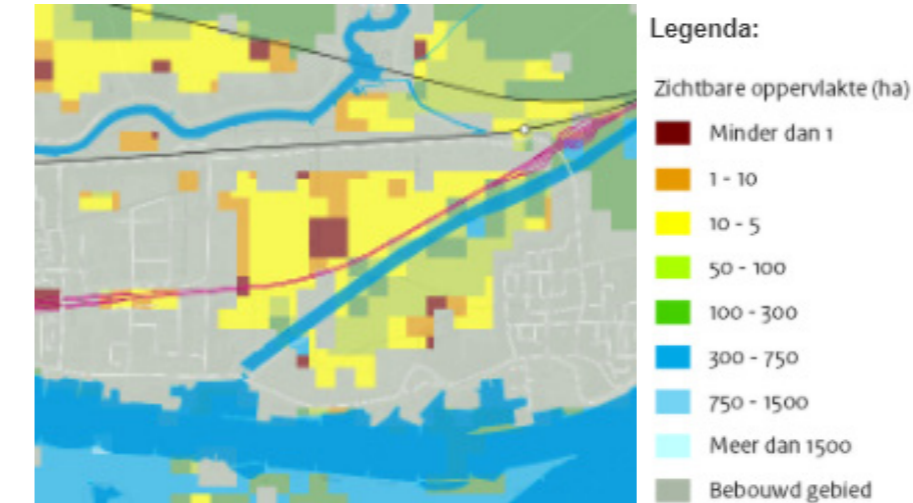 Legenda:
Zichtbare oppervlakte (ha)
Minder dan 1
1 - 10
10 - 5
50 - 100
100 - 300
300 - 750
750 - 1500
Meer dan 1500
Bebouwd gebied